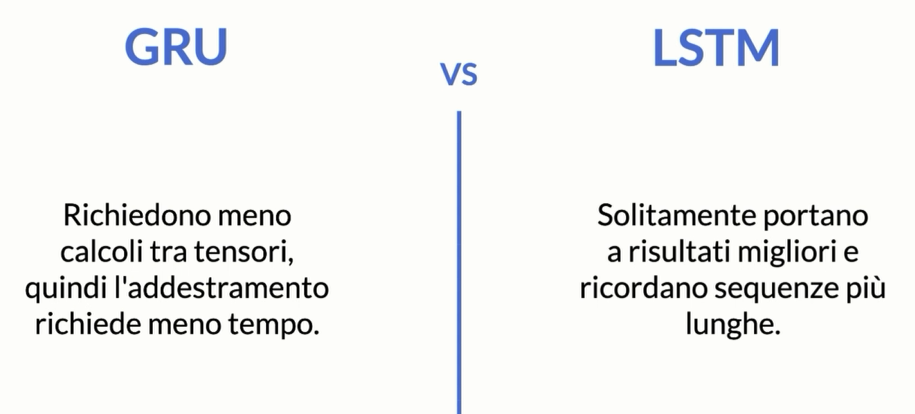 GRU
vs
LSTM
Richiedono meno
calcoli tra tensori,
quindi l'addestramento
richiede meno tempo.
Solitamente portano
a risultati migliori e
ricordano sequenze più
lunghe.